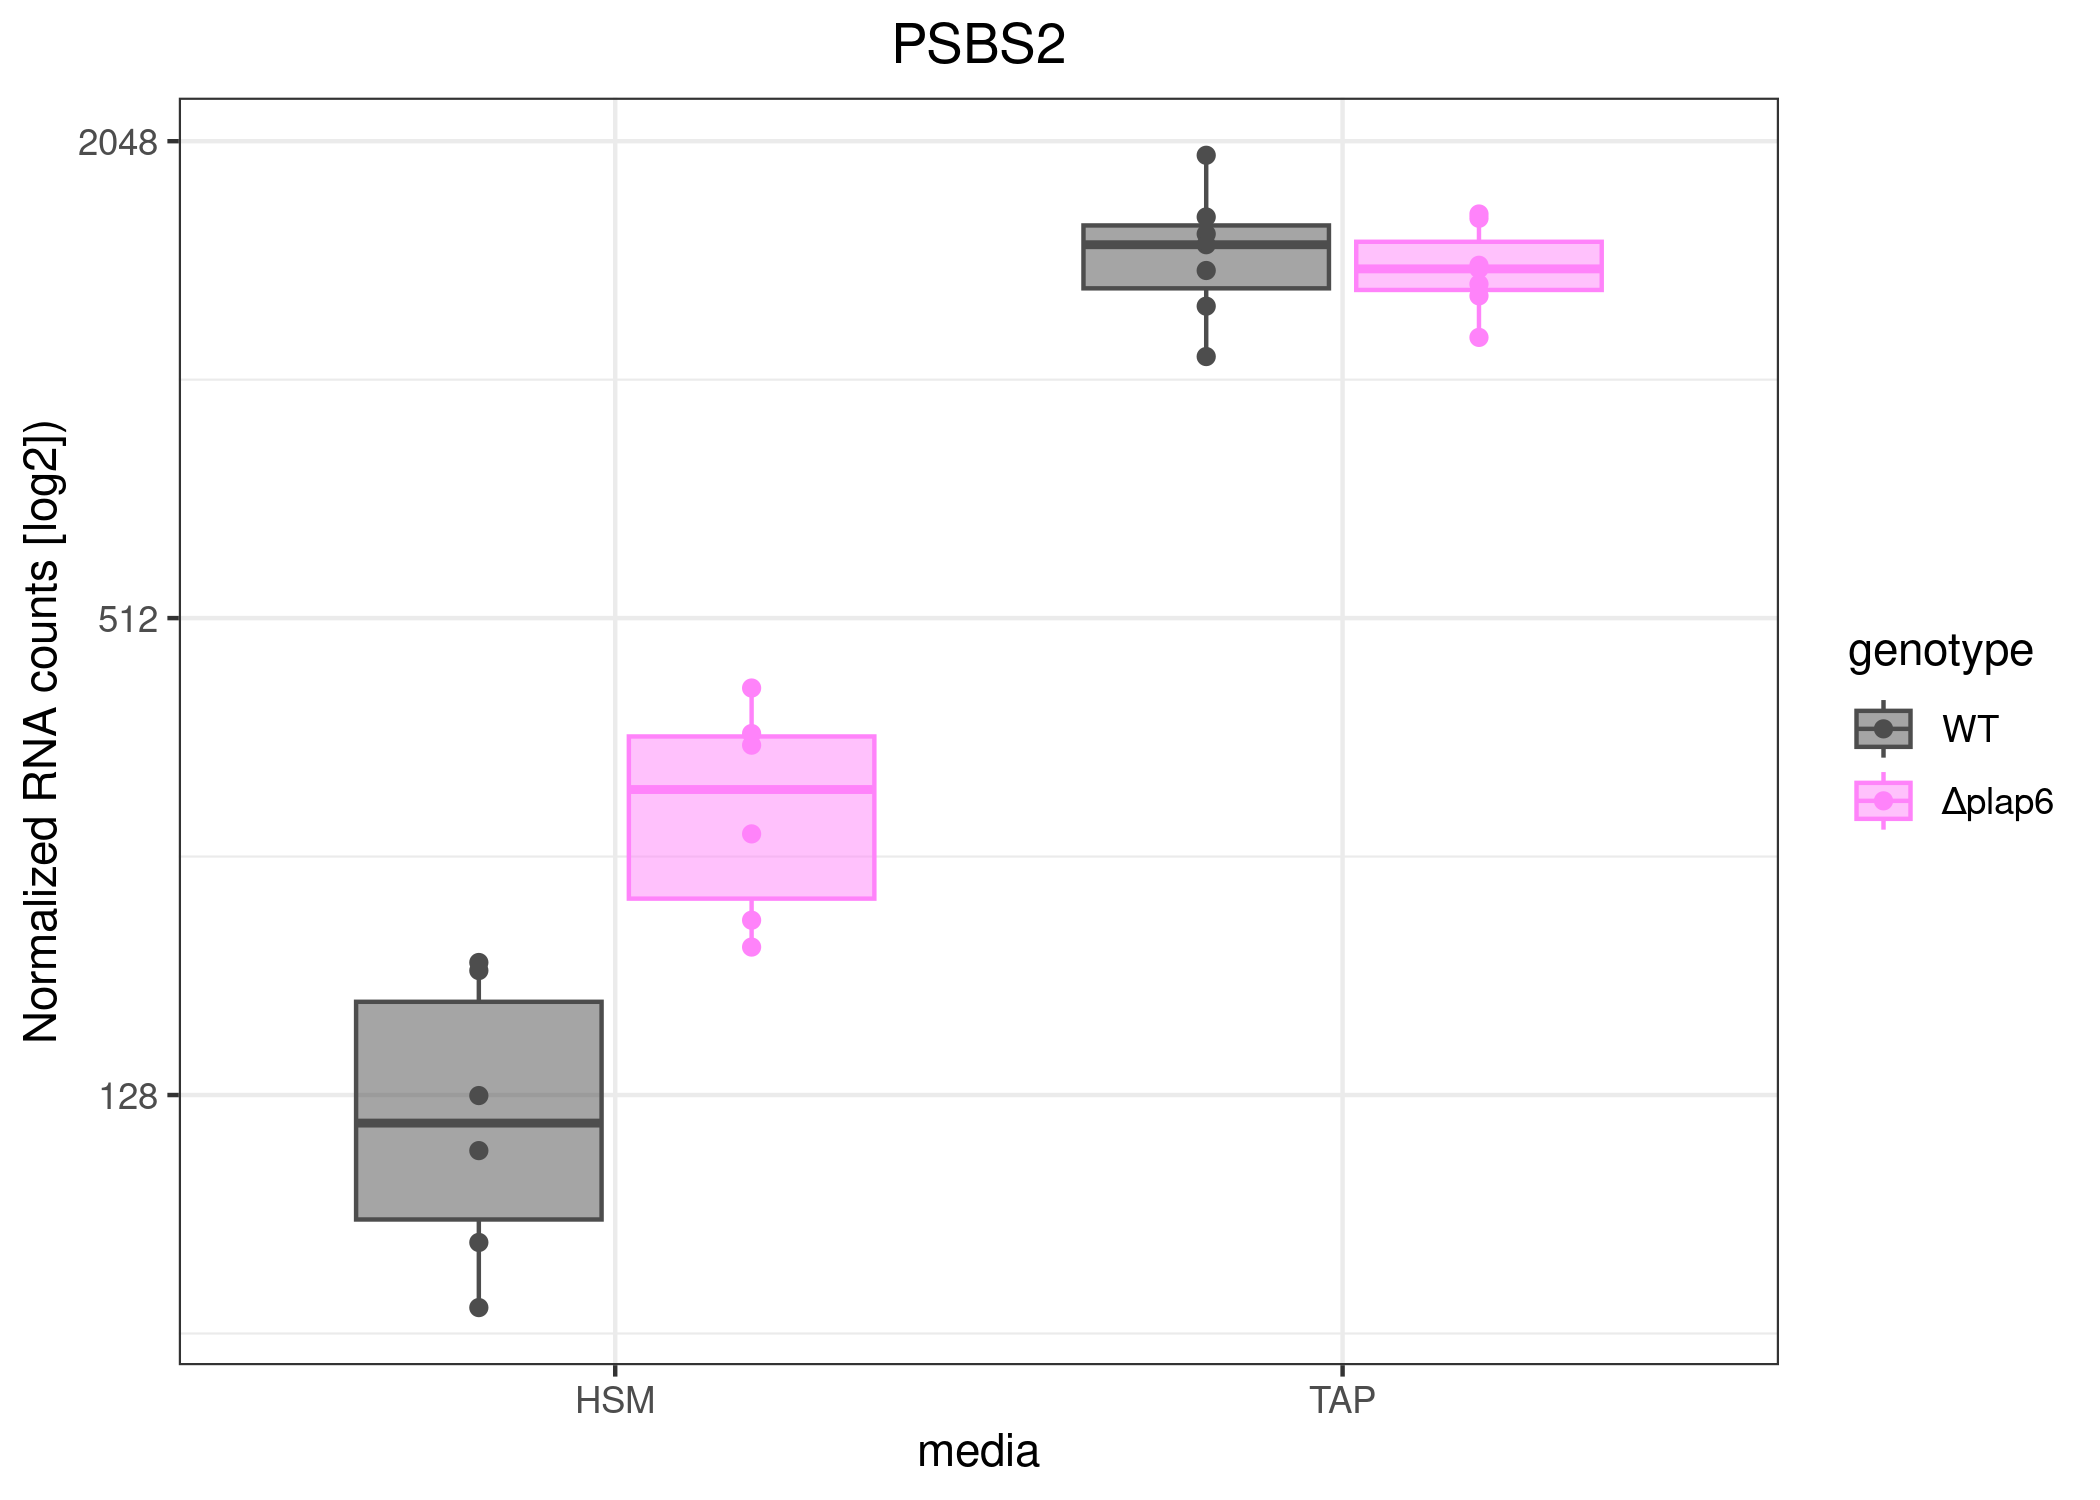 PSBS2
Normalized RNA counts [log2])
2048
512
128
HSM
TAP
media
genotype
WT
Δplap6